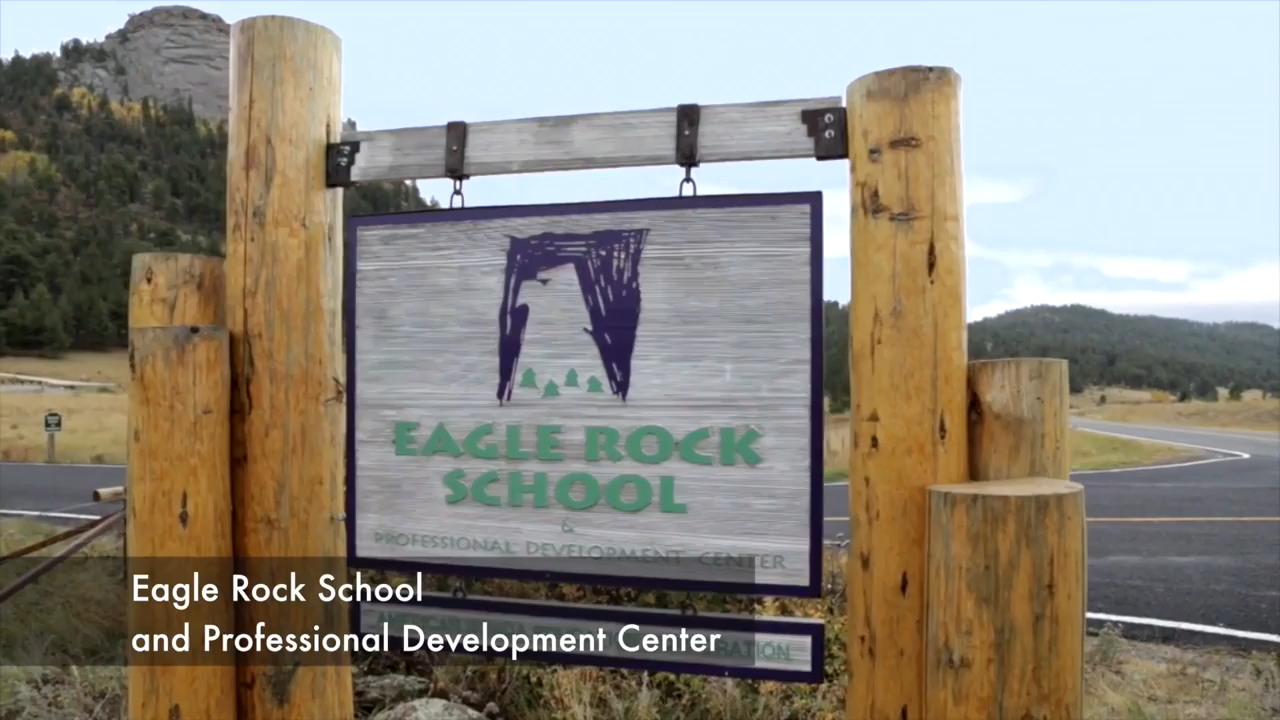 EAGLE ROCK
SCHOOL
&
PROFESSIONAL DEVELOPMENT CENTER
Eagle Rock School
and Professional Development Center